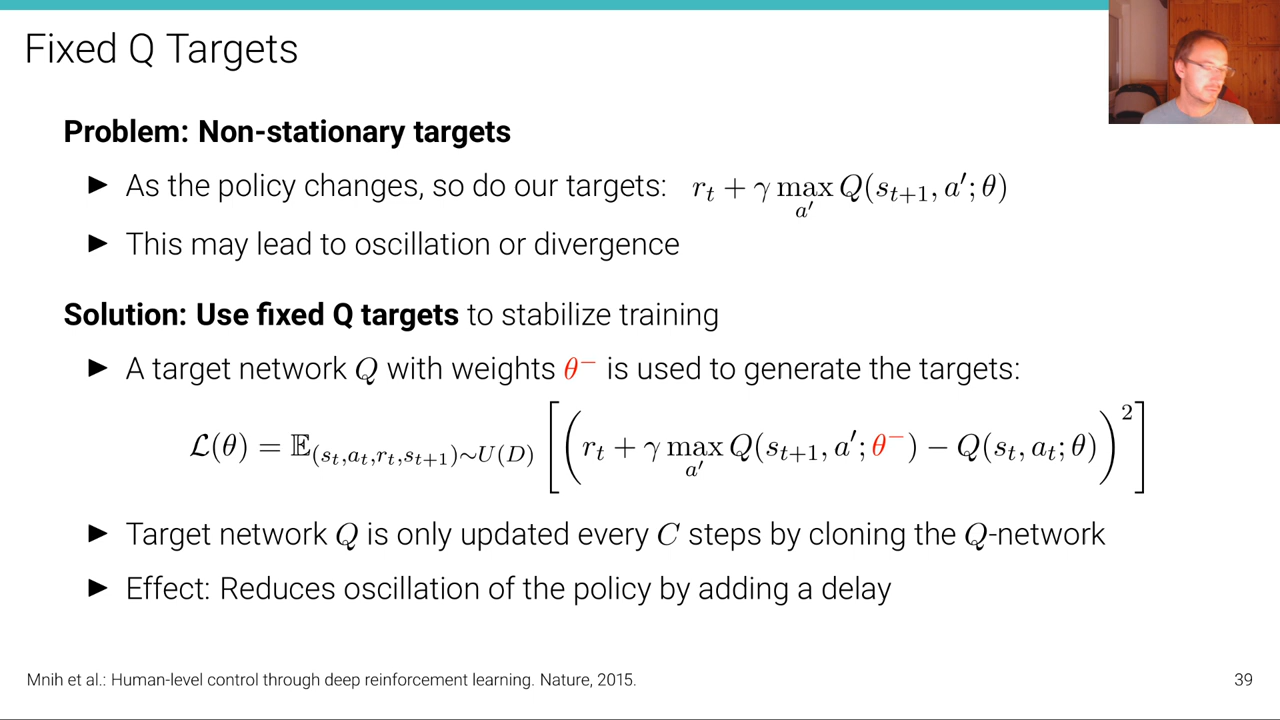 Fixed Q Targets
Problem: Non-stationary targets
► As the policy changes, so do our targets: r_t + γ max_{a′} Q(s_{t+1}, a′; θ)
► This may lead to oscillation or divergence
Solution: Use fixed Q targets to stabilize training
► A target network Q with weights θ⁻ is used to generate the targets:
ℒ(θ) = 𝔼_{(s_t,a_t,r_t,s_{t+1})∼U(D)} [(r_t + γ max_{a′} Q(s_{t+1}, a′; θ⁻) − Q(s_t, a_t; θ))²]
► Target network Q is only updated every C steps by cloning the Q-network
► Effect: Reduces oscillation of the policy by adding a delay
Mnih et al.: Human-level control through deep reinforcement learning. Nature, 2015.
39